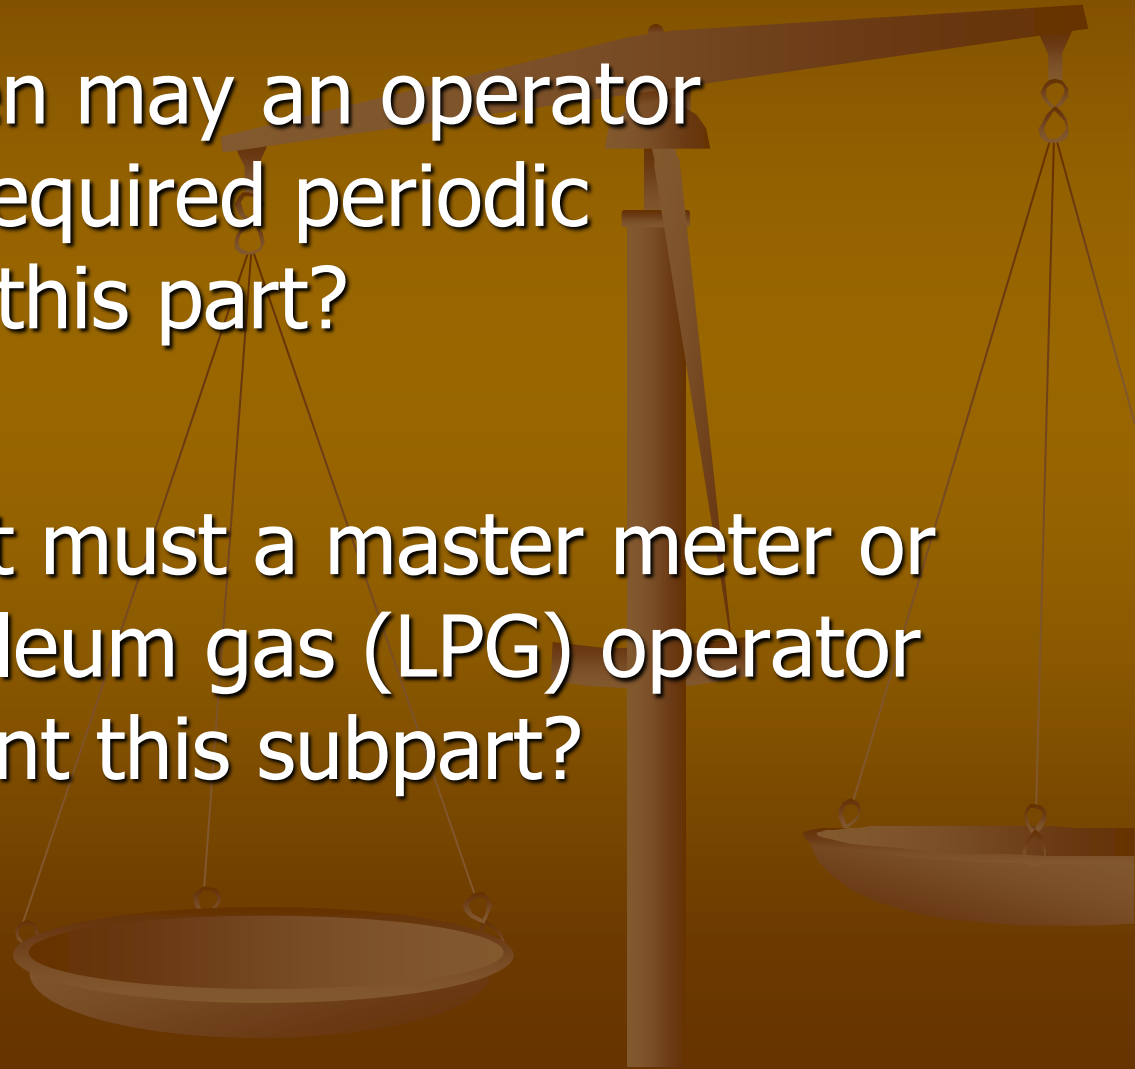 n may an operator
equired periodic
this part?
t must a master meter or
leum gas (LPG) operator
nt this subpart?